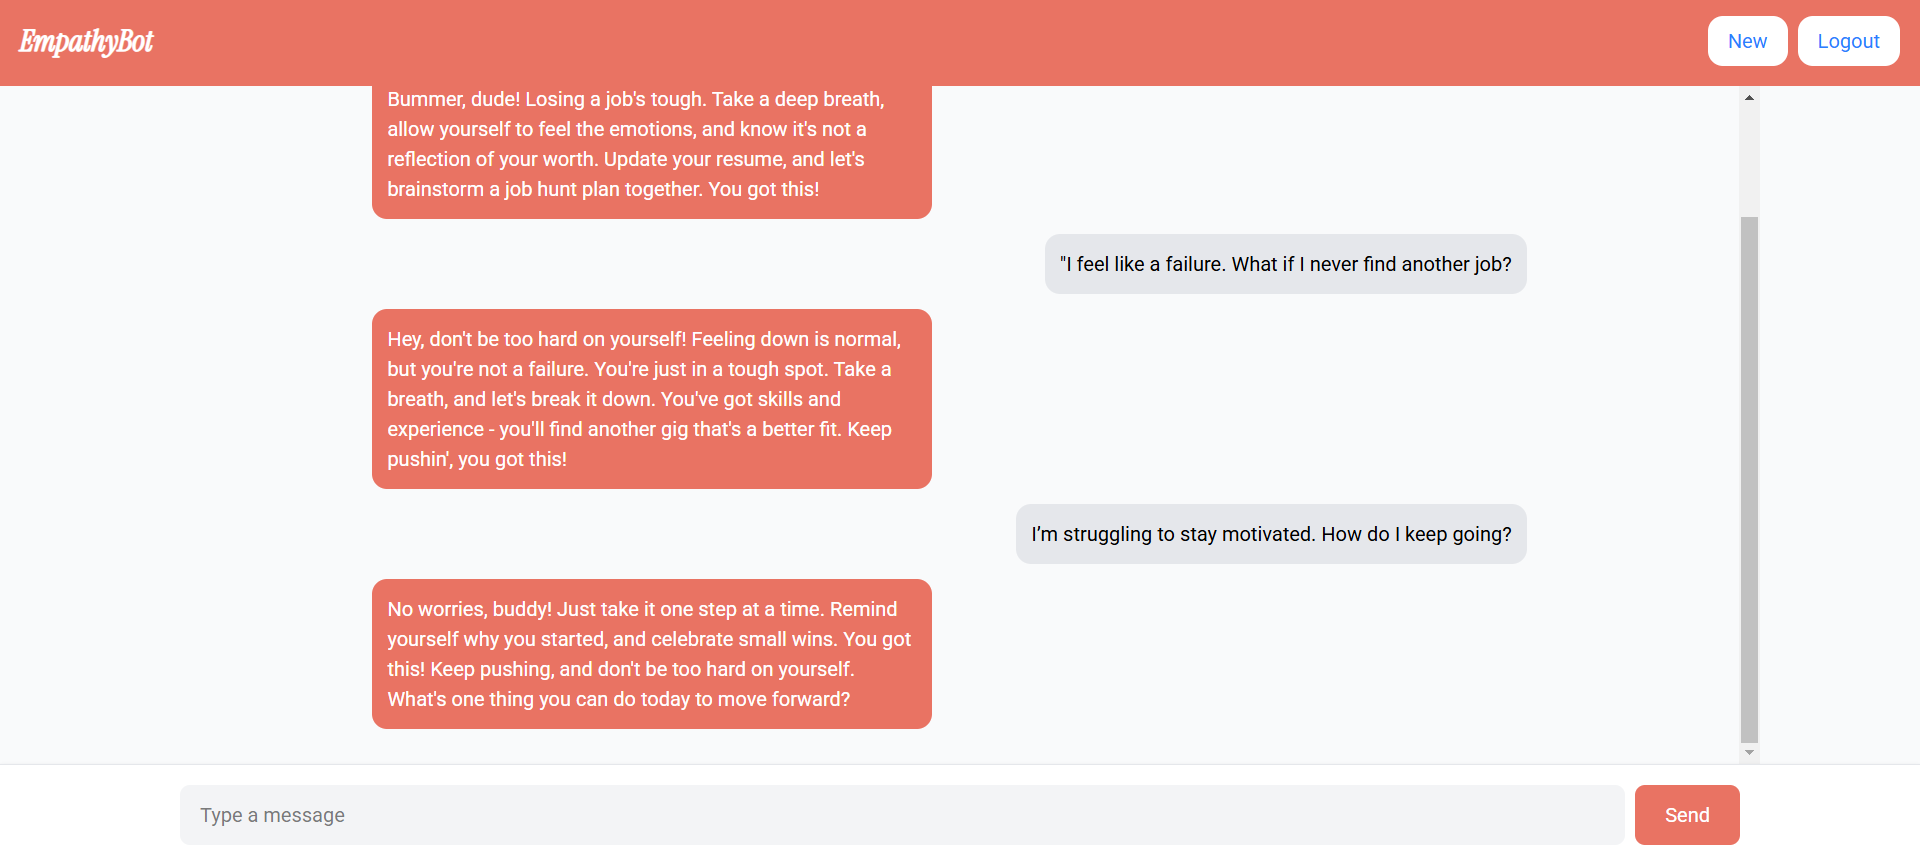 EmpathyBot
New
Logout
Bummer, dude! Losing a job's tough. Take a deep breath,
allow yourself to feel the emotions, and know it's not a
reflection of your worth. Update your resume, and let's
brainstorm a job hunt plan together. You got this!
"I feel like a failure. What if I never find another job?
Hey, don't be too hard on yourself! Feeling down is normal,
but you're not a failure. You're just in a tough spot. Take a
breath, and let's break it down. You've got skills and
experience - you'll find another gig that's a better fit. Keep
pushin', you got this!
I’m struggling to stay motivated. How do I keep going?
No worries, buddy! Just take it one step at a time. Remind
yourself why you started, and celebrate small wins. You got
this! Keep pushing, and don't be too hard on yourself.
What's one thing you can do today to move forward?
Type a message
Send